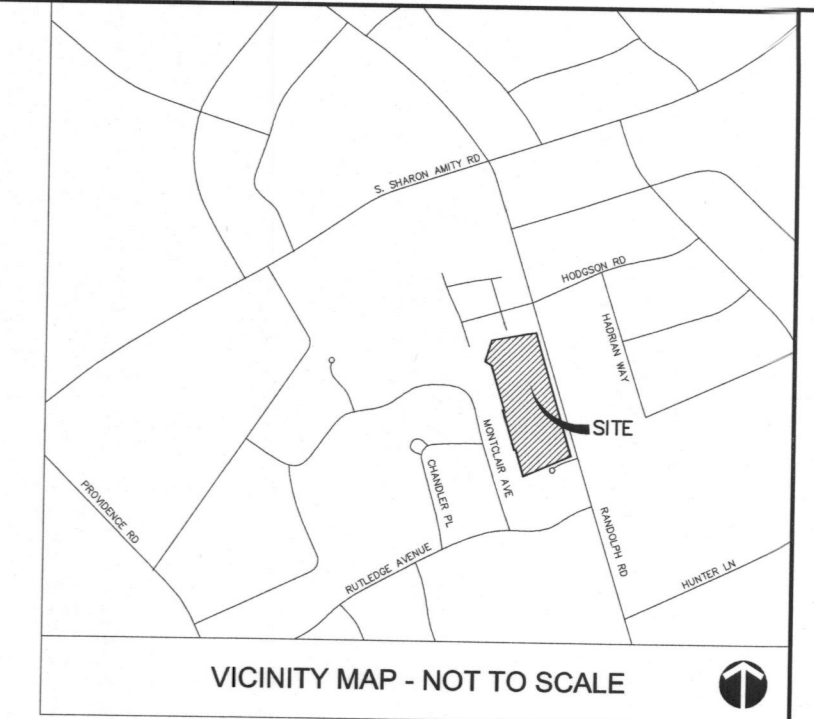 S. SHARON AMITY RD
HODGSON RD
HADRIAN WAY
SITE
MONTCLAIR AVE
CHANDLER PL
PROVIDENCE RD
RANDOLPH RD
RUTLEDGE AVENUE
HUNTER LN
VICINITY MAP - NOT TO SCALE